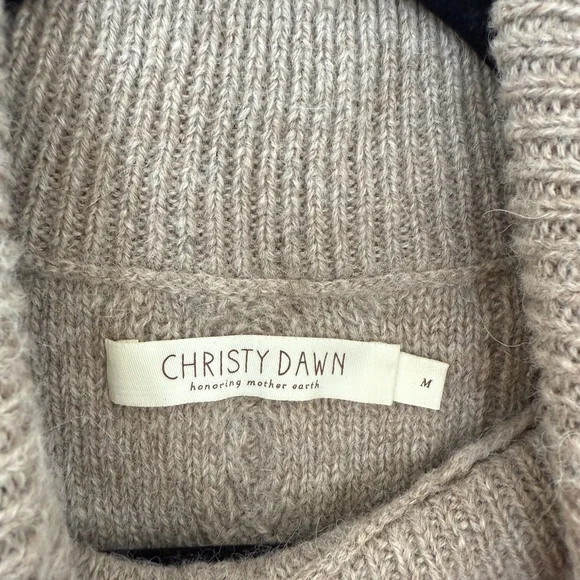 CHRISTY DAWN
honoring mother earth
M